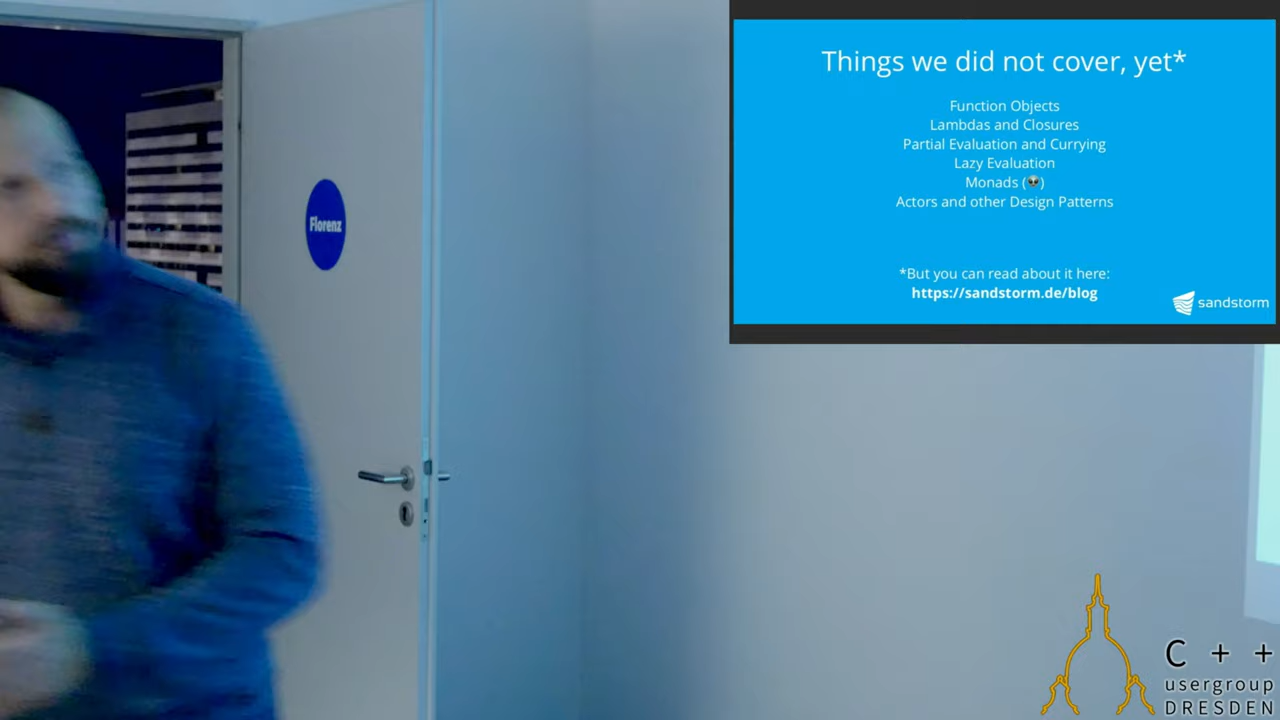 Florenz
Things we did not cover, yet*
Function Objects
Lambdas and Closures
Partial Evaluation and Currying
Lazy Evaluation
Monads (👽)
Actors and other Design Patterns
*But you can read about it here:
https://sandstorm.de/blog
sandstorm
C + +
usergroup
DRESDEN